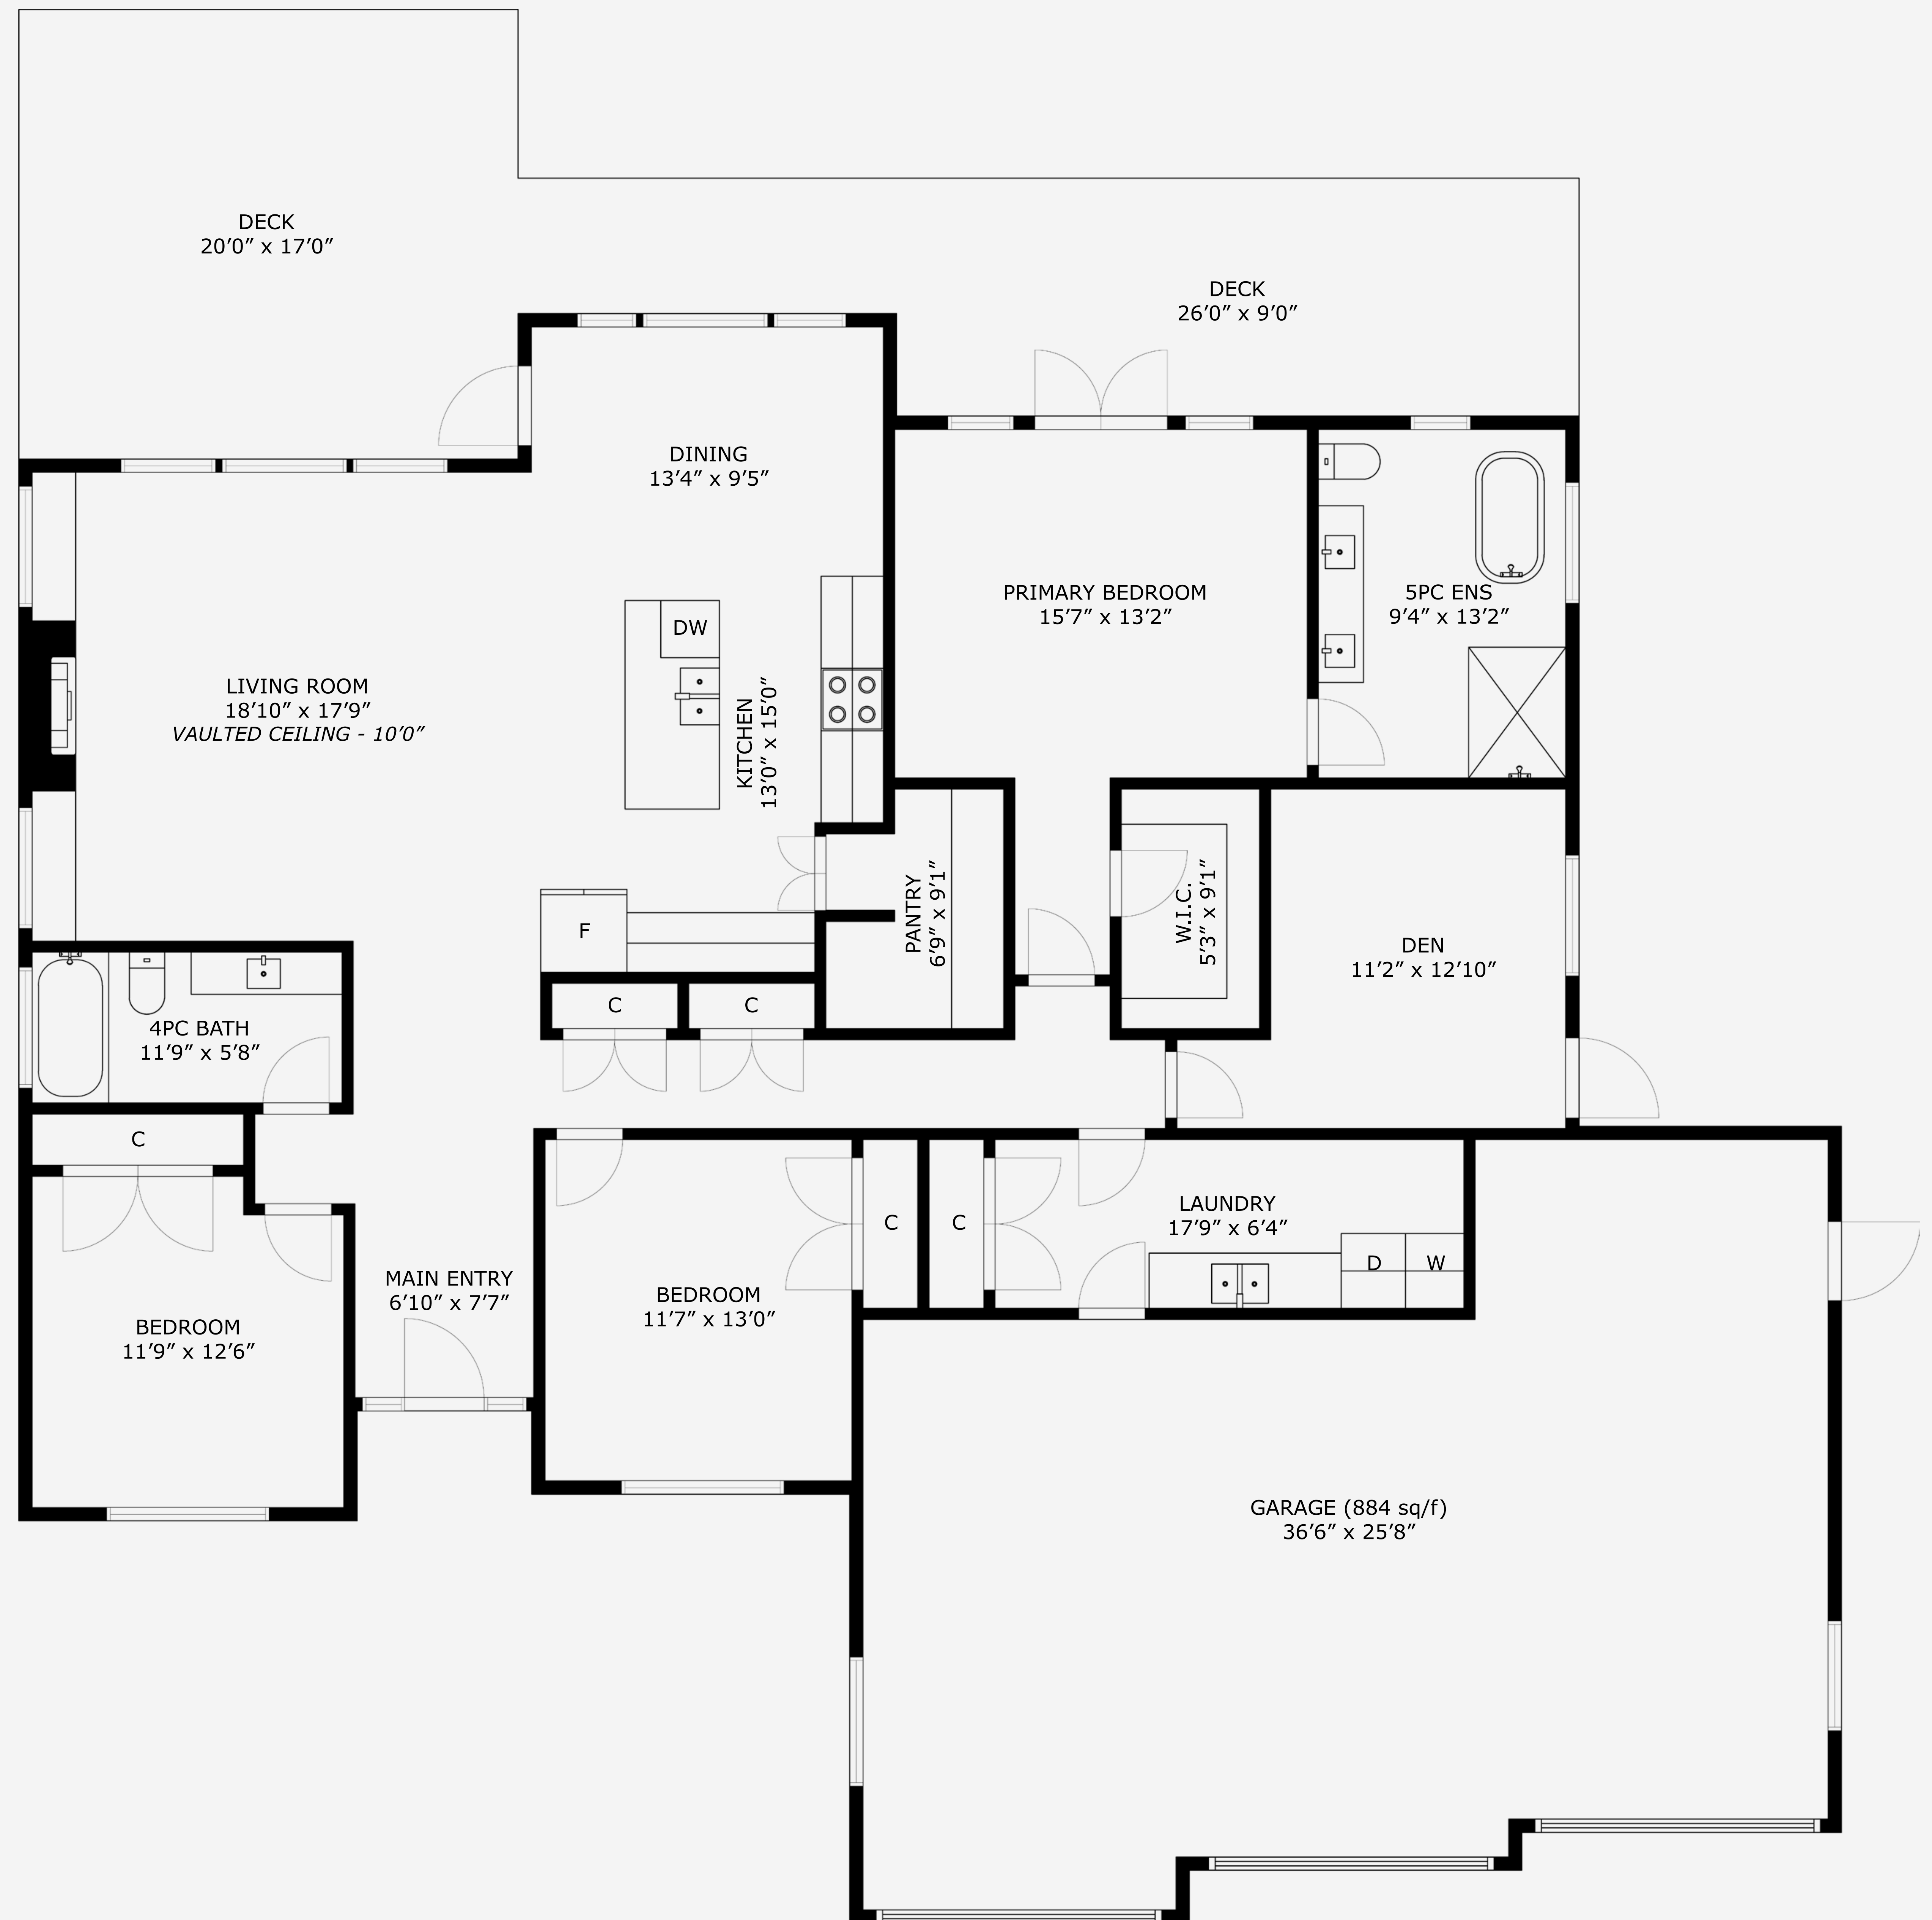 DECK
20’0” x 17’0”
DECK
26’0” x 9’0”
DINING
13’4” x 9’5”
PRIMARY BEDROOM
15’7” x 13’2”
5PC ENS
9’4” x 13’2”
DW
LIVING ROOM
18’10” x 17’9”
VAULTED CEILING - 10’0”
KITCHEN
13’0” x 15’0”
F
PANTRY
6’9” x 9’1”
W.I.C.
5’3” x 9’1”
DEN
11’2” x 12’10”
C
C
4PC BATH
11’9” x 5’8”
C
C
C
LAUNDRY
17’9” x 6’4”
D
W
MAIN ENTRY
6’10” x 7’7”
BEDROOM
11’7” x 13’0”
BEDROOM
11’9” x 12’6”
GARAGE (884 sq/f)
36’6” x 25’8”